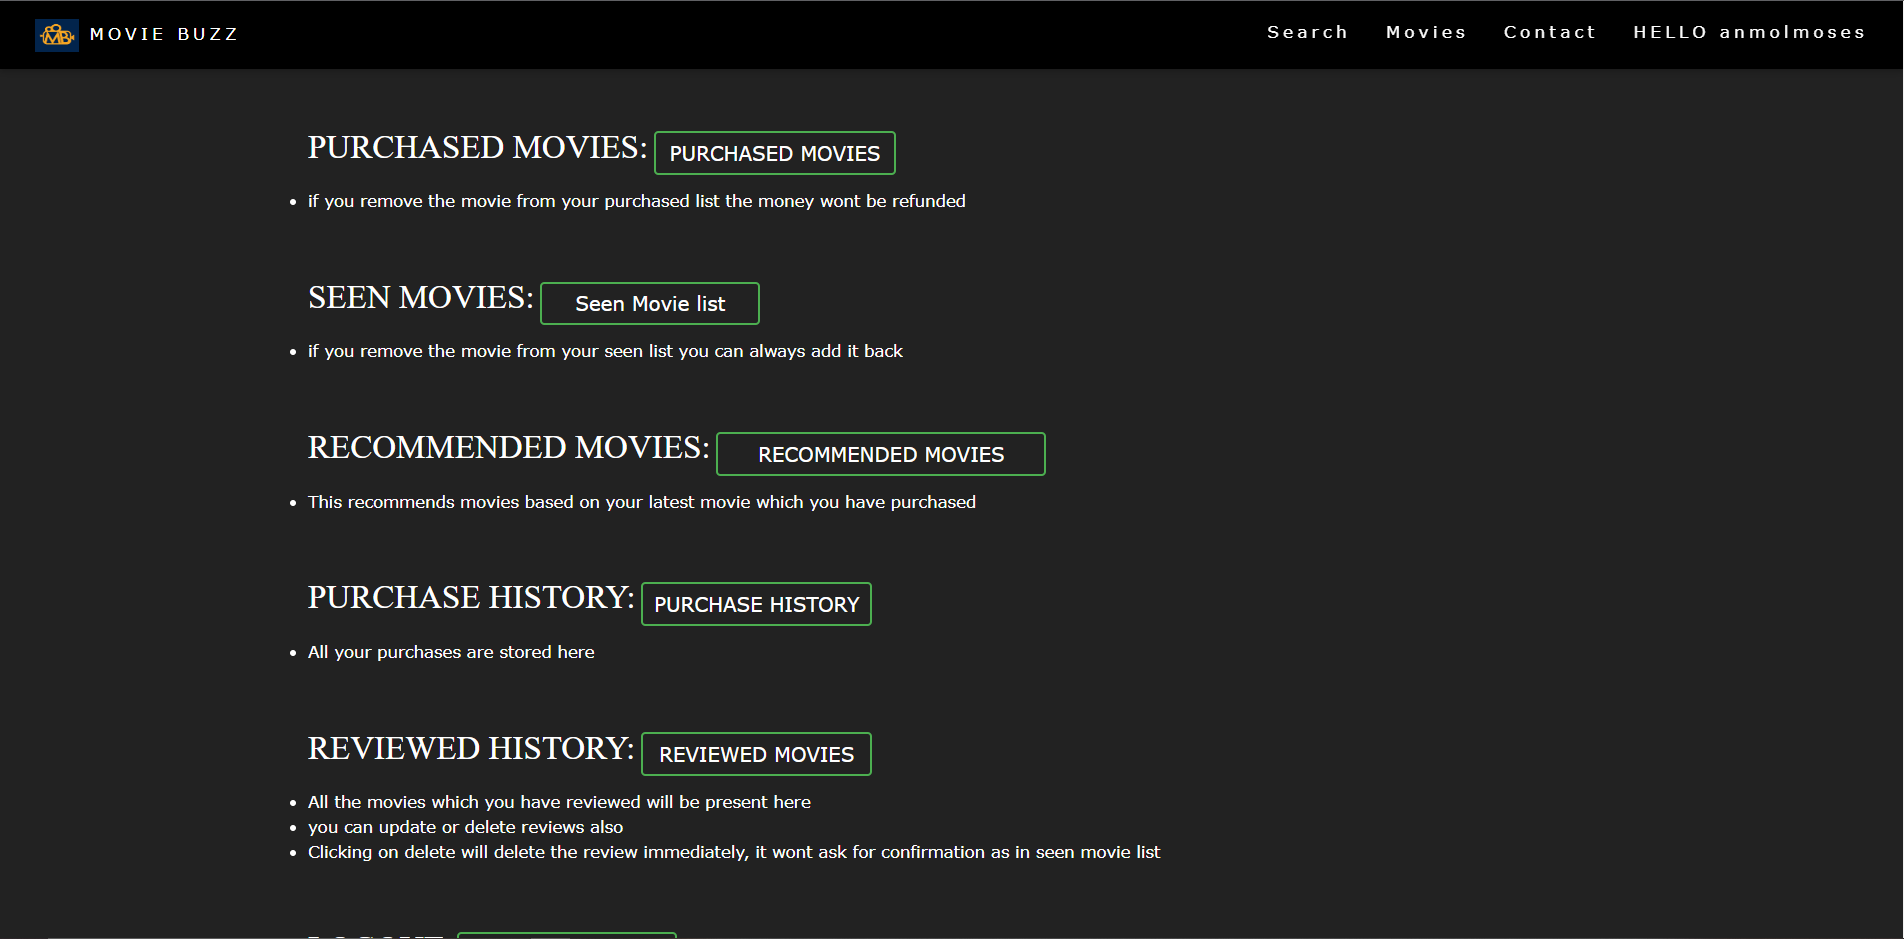 MB MOVIE BUZZ Search Movies Contact HELLO anmolmoses
PURCHASED MOVIES: PURCHASED MOVIES
if you remove the movie from your purchased list the money wont be refunded
SEEN MOVIES: Seen Movie list
if you remove the movie from your seen list you can always add it back
RECOMMENDED MOVIES: RECOMMENDED MOVIES
This recommends movies based on your latest movie which you have purchased
PURCHASE HISTORY: PURCHASE HISTORY
All your purchases are stored here
REVIEWED HISTORY: REVIEWED MOVIES
All the movies which you have reviewed will be present here
you can update or delete reviews also
Clicking on delete will delete the review immediately, it wont ask for confirmation as in seen movie list